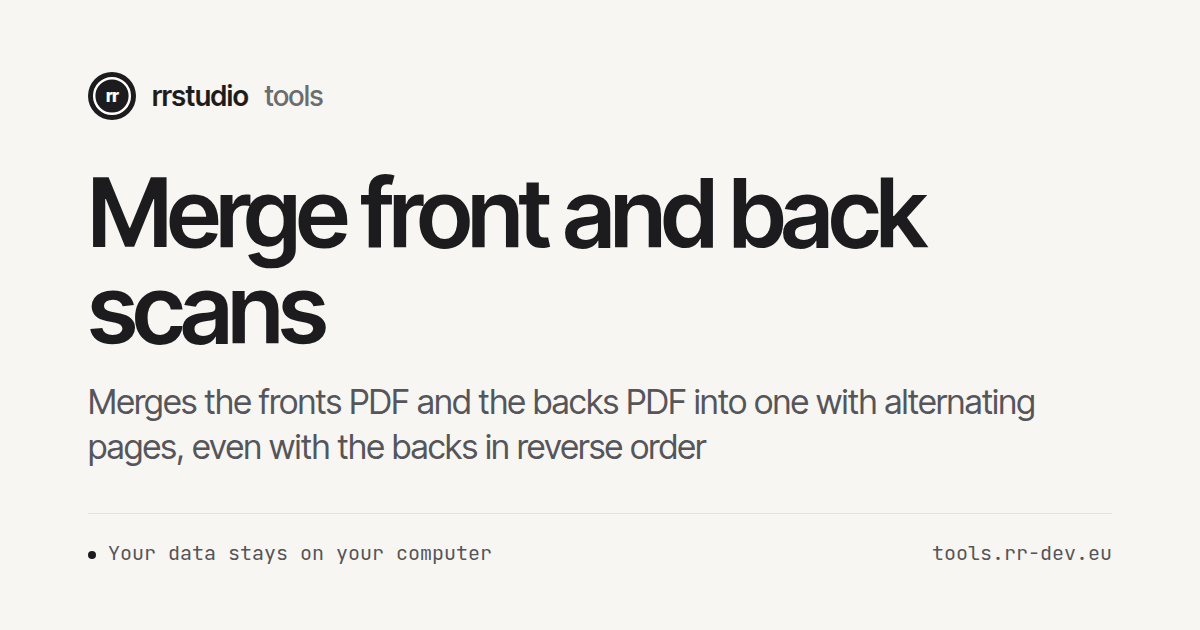 rr
rrstudio tools
Merge front and back
scans
Merges the fronts PDF and the backs PDF into one with alternating
pages, even with the backs in reverse order
Your data stays on your computer
tools.rr-dev.eu